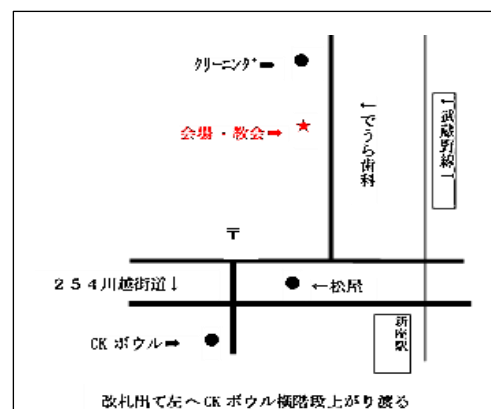 クリーニング➡
会場・教会➡
←でうら歯科
←武蔵野線→
〒
２５４川越街道↓
←松屋
CKボウル➡
新座駅
改札出て左へCKボウル横階段上がり渡る